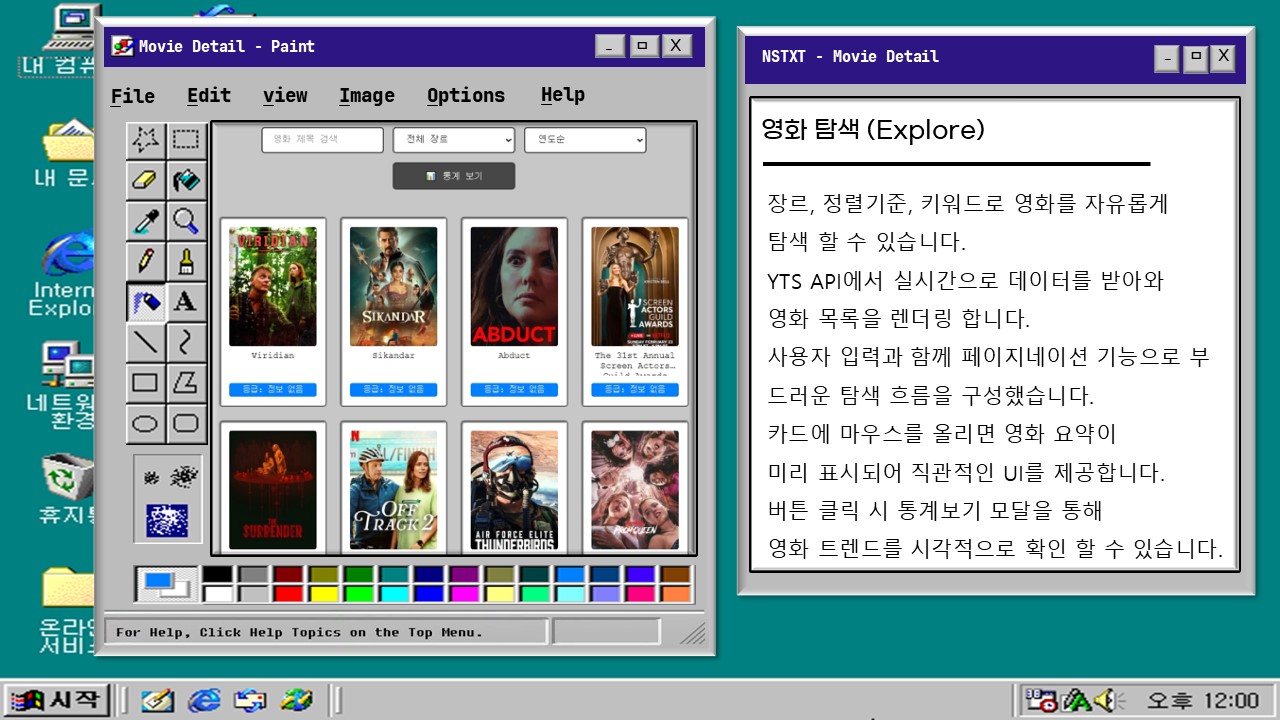 내 컴퓨
내 문
Intern
Explo
네트워
환경
휴지통
온라인
서비스
Movie Detail - Paint
File Edit view Image Options Help
영화 제목 검색
전체 장르
연도순
통계 보기
VIRIDIAN
SIKANDAR
ABDUCT
SCREEN
ACTORS
GUILD
AWARDS
Viridian
Sikandar
Abduct
The 31st Annual
Screen Actors…
등급: 정보 없음
등급: 정보 없음
등급: 정보 없음
등급: 정보 없음
THE
SURRENDER
OFF
TRACK 2
AIR FORCE ELITE
THUNDERBIRDS
For Help, Click Help Topics on the Top Menu.
NSTXT - Movie Detail
영화 탐색 (Explore)
장르, 정렬기준, 키워드로 영화를 자유롭게
탐색 할 수 있습니다.
YTS API에서 실시간으로 데이터를 받아와
영화 목록을 렌더링 합니다.
사용자 입력과 함께 페이지네이션 기능으로 부
드러운 탐색 흐름을 구성했습니다.
카드에 마우스를 올리면 영화 요약이
미리 표시되어 직관적인 UI를 제공합니다.
버튼 클릭 시 통계보기 모달을 통해
영화 트렌드를 시각적으로 확인 할 수 있습니다.
시작
오후 12:00